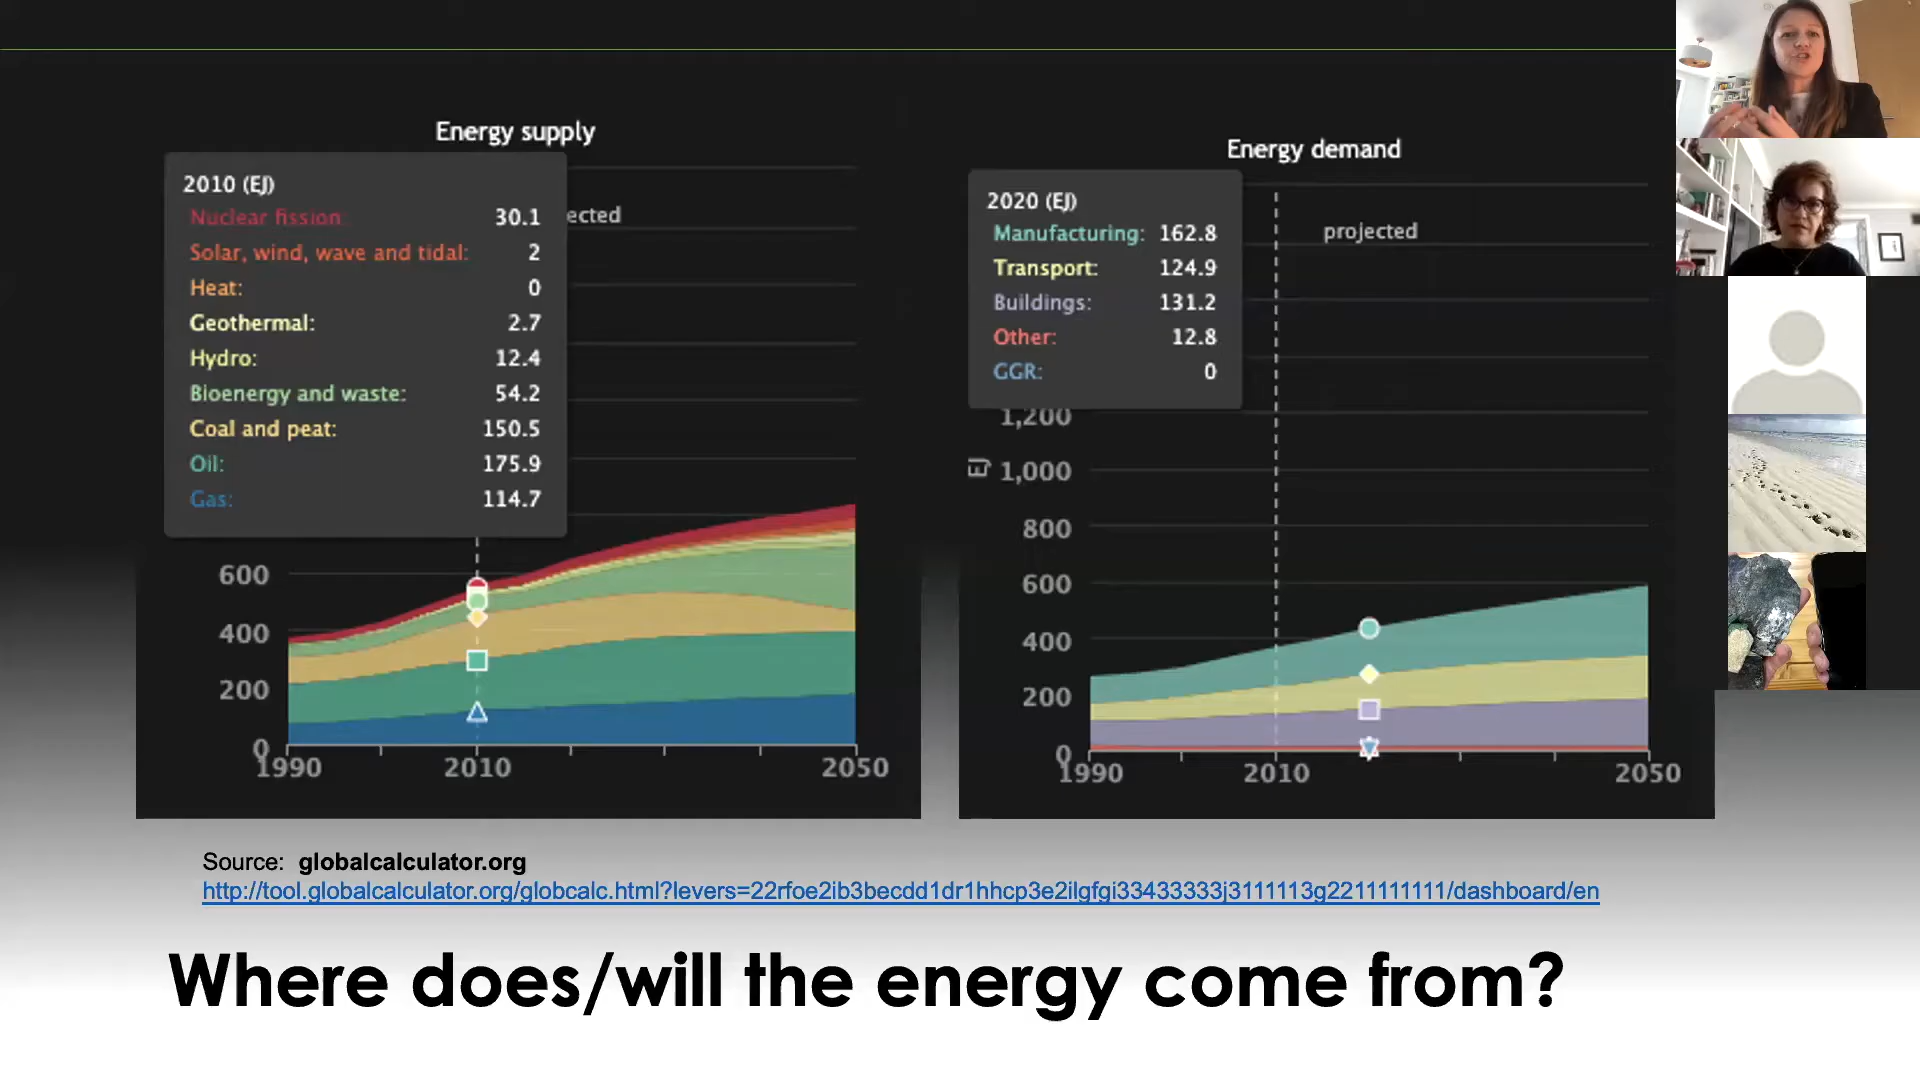 Energy supply
2010 (EJ)
Nuclear fission: 30.1
Solar, wind, wave and tidal: 2
Heat: 0
Geothermal: 2.7
Hydro: 12.4
Bioenergy and waste: 54.2
Coal and peat: 150.5
Oil: 175.9
Gas: 114.7
ected
600
400
200
0
1990 2010 2050
Energy demand
2020 (EJ)
Manufacturing: 162.8
Transport: 124.9
Buildings: 131.2
Other: 12.8
GGR: 0
projected
1,200
EJ 1,000
800
600
400
200
0
1990 2010 2050
Source: globalcalculator.org
http://tool.globalcalculator.org/globcalc.html?levers=22rfoe2ib3becdd1dr1hhcp3e2ilgfgi33433333j3111113g2211111111/dashboard/en
Where does/will the energy come from?